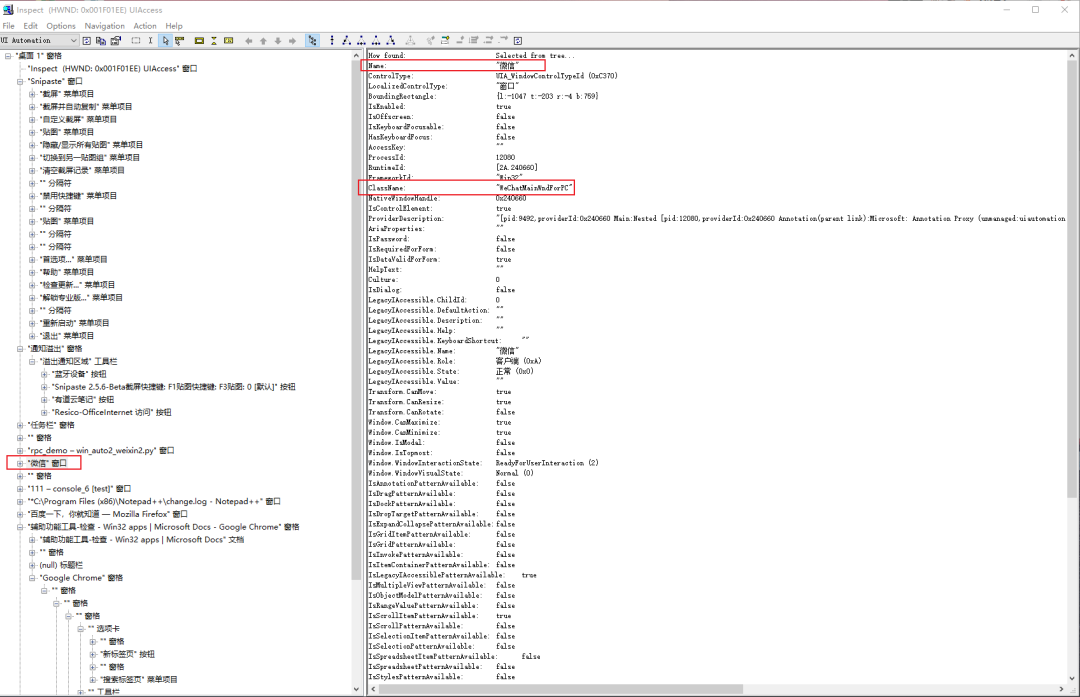 Inspect  (HWND: 0x001F01EE) UIAccess
File Edit Options Navigation Action Help
UI Automation
"桌面 1" 窗格
"Inspect  (HWND: 0x001F01EE) UIAccess" 窗口
"Snipaste" 窗口
"截屏" 菜单项目
"截屏并自动复制" 菜单项目
"自定义截屏" 菜单项目
"贴图" 菜单项目
"隐藏/显示所有贴图" 菜单项目
"切换到另一贴图组" 菜单项目
"清空截屏记录" 菜单项目
"" 分隔符
"禁用快捷键" 菜单项目
"" 分隔符
"贴图" 菜单项目
"" 分隔符
"" 分隔符
"首选项..." 菜单项目
"帮助" 菜单项目
"检查更新..." 菜单项目
"解锁专业版..." 菜单项目
"" 分隔符
"重新启动" 菜单项目
"退出" 菜单项目
"通知溢出" 窗格
"溢出通知区域" 工具栏
"蓝牙设备" 按钮
"Snipaste 2.5.6-Beta截屏快捷键: F1贴图快捷键: F3贴图: 0 [默认]" 按钮
"有道云笔记" 按钮
"Resico-OfficeInternet 访问" 按钮
"任务栏" 窗格
"" 窗格
"rpc_demo – win_auto2_weixin2.py" 窗口
"微信" 窗口
"" 窗格
"111 – console_6 [test]" 窗口
"*C:\Program Files (x86)\Notepad++\change.log - Notepad++" 窗口
"百度一下，你就知道 — Mozilla Firefox" 窗口
"辅助功能工具-检查 - Win32 apps | Microsoft Docs - Google Chrome" 窗格
"辅助功能工具-检查 - Win32 apps | Microsoft Docs" 文档
"" 窗格
(null) 标题栏
"Google Chrome" 窗格
"" 窗格
"" 窗格
"" 窗格
"" 选项卡
"" 窗格
"新标签页" 按钮
"" 窗格
"搜索标签页" 菜单项目
"" 工具栏
How found: Selected from tree...
Name: "微信"
ControlType: UIA_WindowControlTypeId (0xC370)
LocalizedControlType: "窗口"
BoundingRectangle: {l:-1047 t:-203 r:-4 b:759}
IsEnabled: true
IsOffscreen: false
IsKeyboardFocusable: false
HasKeyboardFocus: false
AccessKey: ""
ProcessId: 12080
RuntimeId: [2A.240660]
FrameworkId: "Win32"
ClassName: "WeChatMainWndForPC"
NativeWindowHandle: 0x240660
IsControlElement: true
ProviderDescription: "[pid:9492,providerId:0x240660 Main:Nested [pid:12080,providerId:0x240660 Annotation(parent link):Microsoft: Annotation Proxy (unmanaged:uiautomation
AriaProperties: ""
IsPassword: false
IsRequiredForForm: false
IsDataValidForForm: true
HelpText: ""
Culture: 0
IsDialog: false
LegacyIAccessible.ChildId: 0
LegacyIAccessible.DefaultAction: ""
LegacyIAccessible.Description: ""
LegacyIAccessible.Help: ""
LegacyIAccessible.KeyboardShortcut: ""
LegacyIAccessible.Name: "微信"
LegacyIAccessible.Role: 客户端 (0xA)
LegacyIAccessible.State: 正常 (0x0)
LegacyIAccessible.Value: ""
Transform.CanMove: true
Transform.CanResize: true
Transform.CanRotate: false
Window.CanMaximize: true
Window.CanMinimize: true
Window.IsModal: false
Window.IsTopmost: false
Window.WindowInteractionState: ReadyForUserInteraction (2)
Window.WindowVisualState: Normal (0)
IsAnnotationPatternAvailable: false
IsDragPatternAvailable: false
IsDockPatternAvailable: false
IsDropTargetPatternAvailable: false
IsExpandCollapsePatternAvailable: false
IsGridItemPatternAvailable: false
IsGridPatternAvailable: false
IsInvokePatternAvailable: false
IsItemContainerPatternAvailable: false
IsLegacyIAccessiblePatternAvailable: true
IsMultipleViewPatternAvailable: false
IsObjectModelPatternAvailable: false
IsRangeValuePatternAvailable: false
IsScrollItemPatternAvailable: true
IsScrollPatternAvailable: false
IsSelectionItemPatternAvailable: false
IsSelectionPatternAvailable: false
IsSpreadsheetItemPatternAvailable: false
IsSpreadsheetPatternAvailable: false
IsStylesPatternAvailable: false